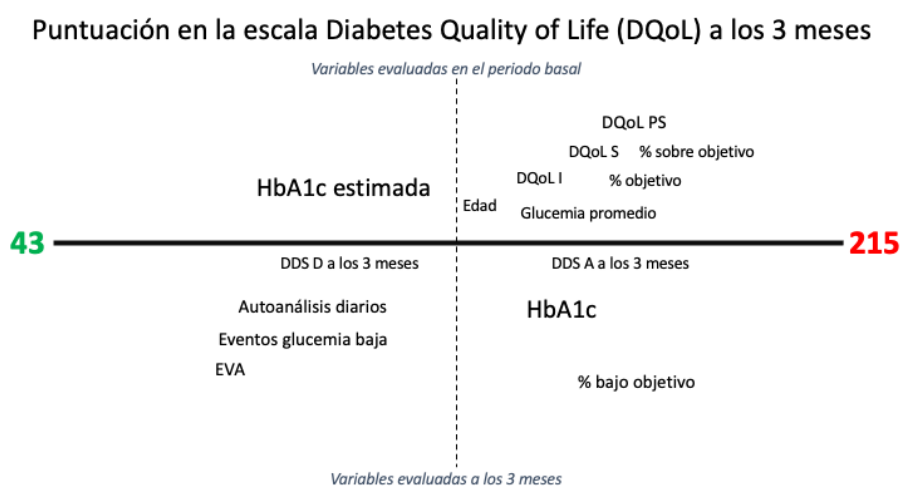 Puntuación en la escala Diabetes Quality of Life (DQoL) a los 3 meses
Variables evaluadas en el periodo basal
DQoL PS
DQoL S % sobre objetivo
DQoL I % objetivo
HbA1c estimada
Edad
Glucemia promedio
43
215
DDS D a los 3 meses
DDS A a los 3 meses
Autoanálisis diarios
HbA1c
Eventos glucemia baja
EVA
% bajo objetivo
Variables evaluadas a los 3 meses